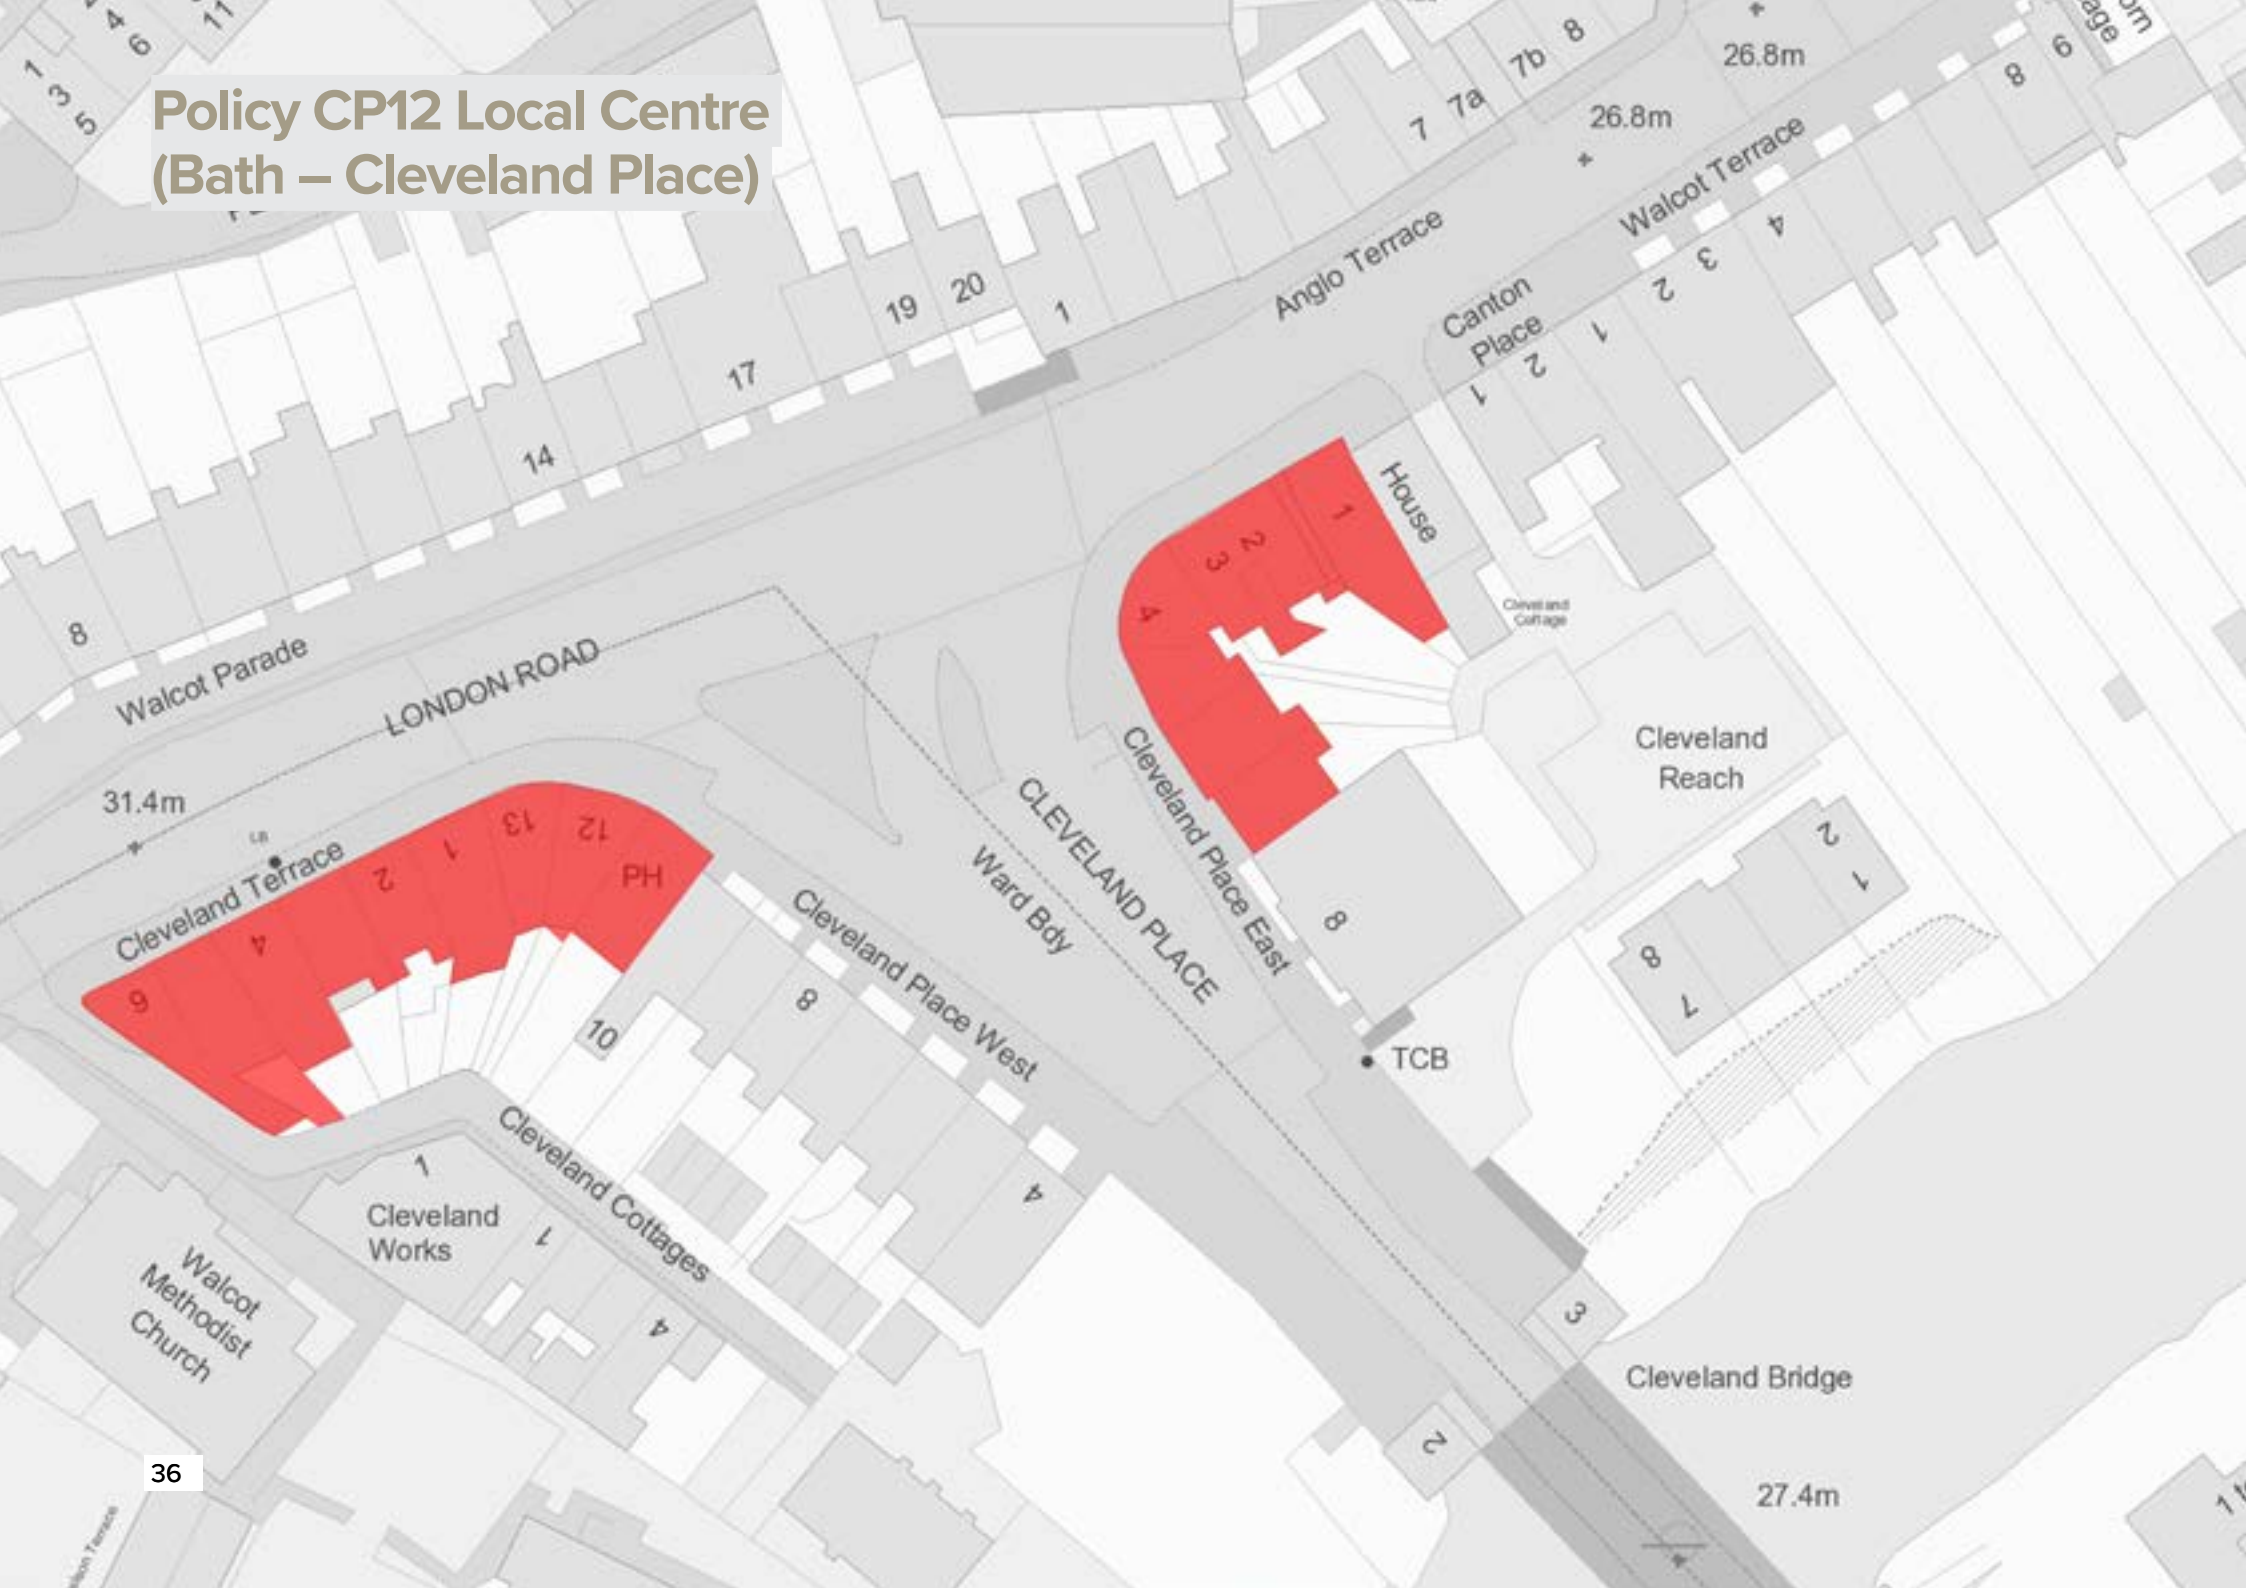 Policy CP12 Local Centre
(Bath – Cleveland Place)
1
3
5
4
6
11
7
7a
7b
8
26.8m
26.8m
6
8
Walcot Terrace
4
3
2
1
2
1
Canton
Place
Anglo Terrace
1
20
19
17
14
8
Walcot Parade
LONDON ROAD
31.4m
LB
Cleveland Terrace
6
4
2
1
13
12
PH
House
1
2
3
4
Cleveland
Cottage
Cleveland
Reach
Cleveland Place East
CLEVELAND PLACE
Ward Bdy
Cleveland Place West
8
10
8
4
2
1
8
7
TCB
Cleveland Cottages
1
Cleveland
Works
1
4
Walcot
Methodist
Church
3
2
Cleveland Bridge
27.4m
36